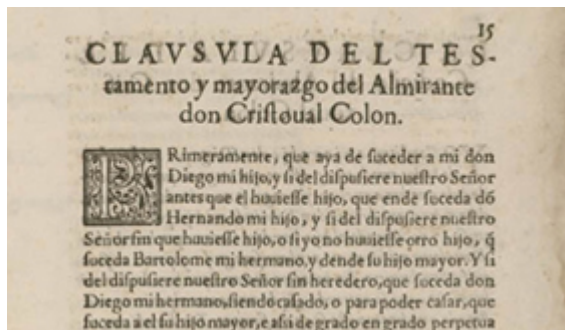 15
CLAVSVLA DEL TES-
tamento y mayorazgo del Almirante
don Criſtoual Colon.
PRimeramente, que aya de ſuceder a mi don
Diego mi hijo, y ſi del diſpuſiere nueſtro Señor
antes que el huuieſſe hijo, que ende ſuceda dō
Hernando mi hijo, y ſi del diſpuſiere nueſtro
Señor ſin que huuieſſe hijo, o ſi yo no huuieſſe otro hijo, q̃
ſuceda Bartolome mi hermano, y dende ſu hijo mayor. Y ſi
del diſpuſiere nueſtro Señor ſin heredero, que ſuceda don
Diego mi hermano, ſiendo caſado, o para poder caſar, que
ſuceda a el ſu hijo mayor, e aſsi de grado en grado perpetua